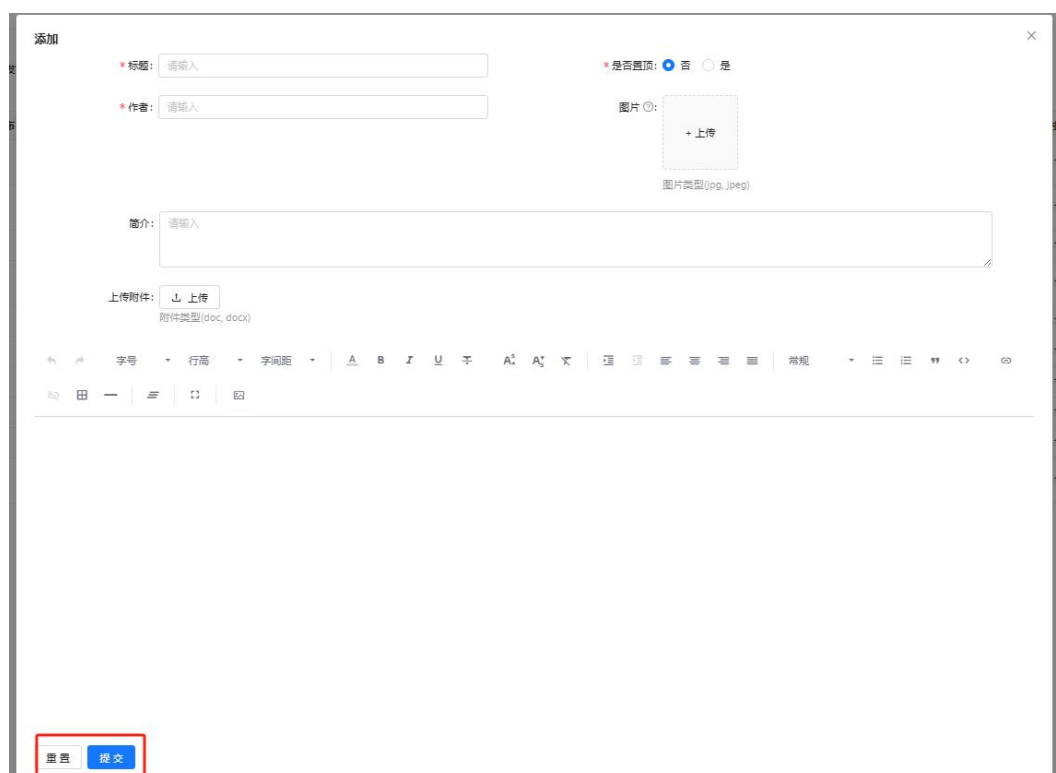 添加
*标题: 请输入
*是否置顶: 否 是
*作者: 请输入
图片 ?:
+ 上传
图片类型(jpg, jpeg)
简介: 请输入
上传附件: 上传
附件类型(doc, docx)
字号 行高 字间距 A B I U T A A 常规
重置 提交